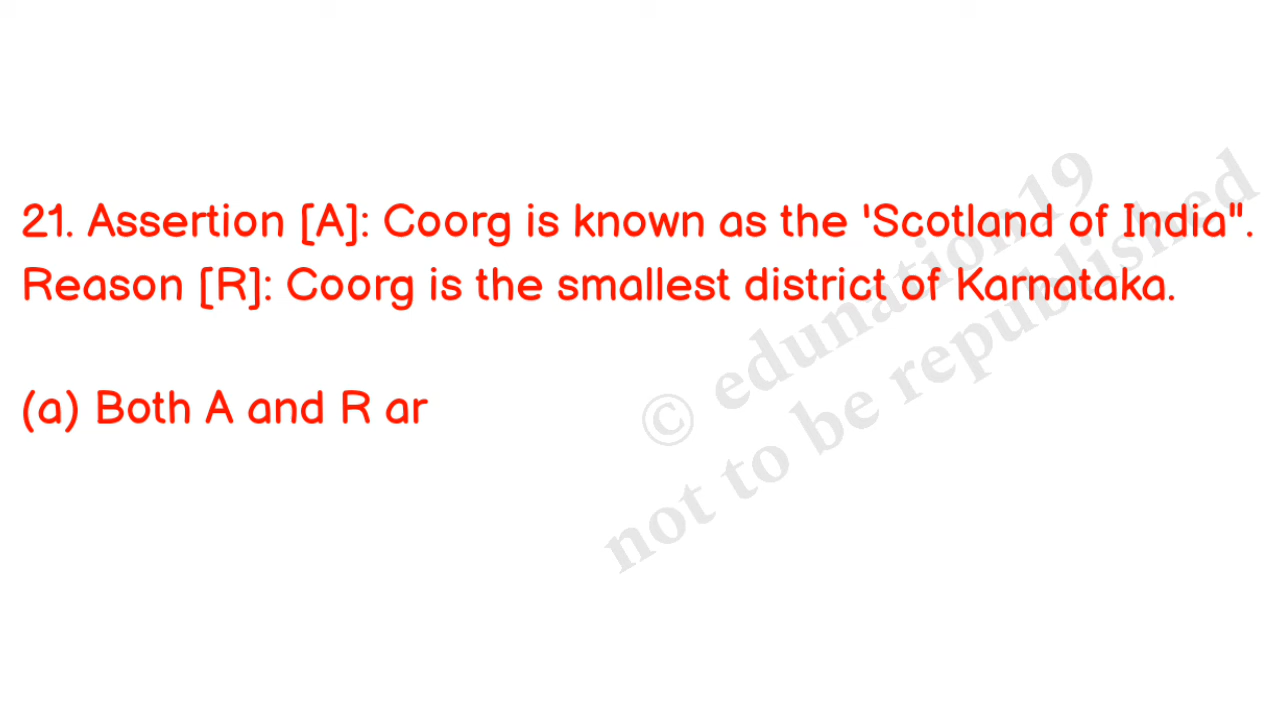 21. Assertion [A]: Coorg is known as the 'Scotland of India".
Reason [R]: Coorg is the smallest district of Karnataka.
(a) Both A and R ar
© edunation19
not to be republished